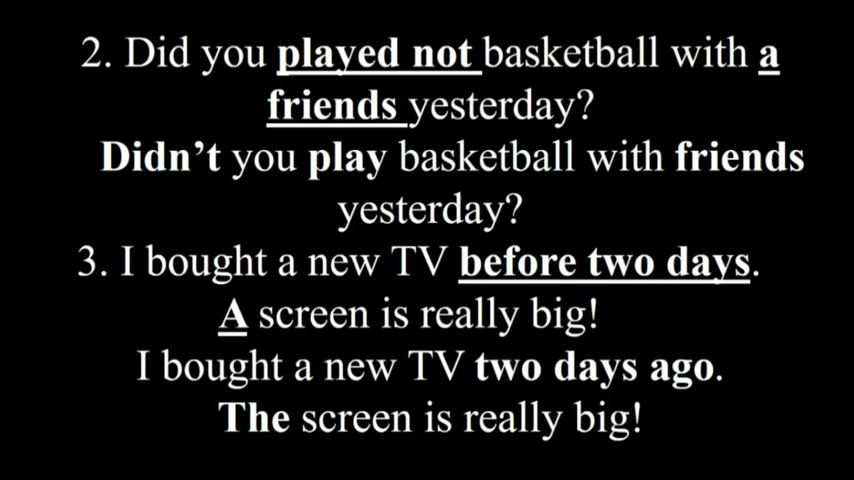 2. Did you played not basketball with a
friends yesterday?
Didn’t you play basketball with friends
yesterday?
3. I bought a new TV before two days.
A screen is really big!
I bought a new TV two days ago.
The screen is really big!